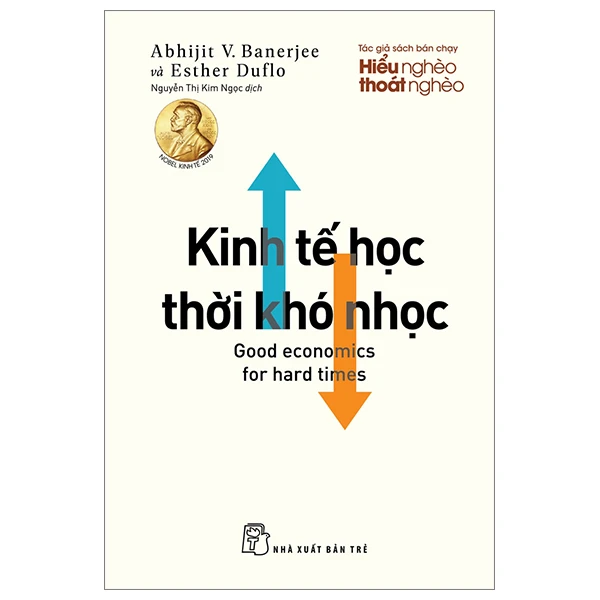 Abhijit V. Banerjee
và Esther Duflo
Nguyễn Thị Kim Ngọc dịch
NOBEL KINH TẾ 2019
Tác giả sách bán chạy
Hiểu nghèo
thoát nghèo
Kinh tế học
thời khó nhọc
Good economics
for hard times
NHÀ XUẤT BẢN TRẺ